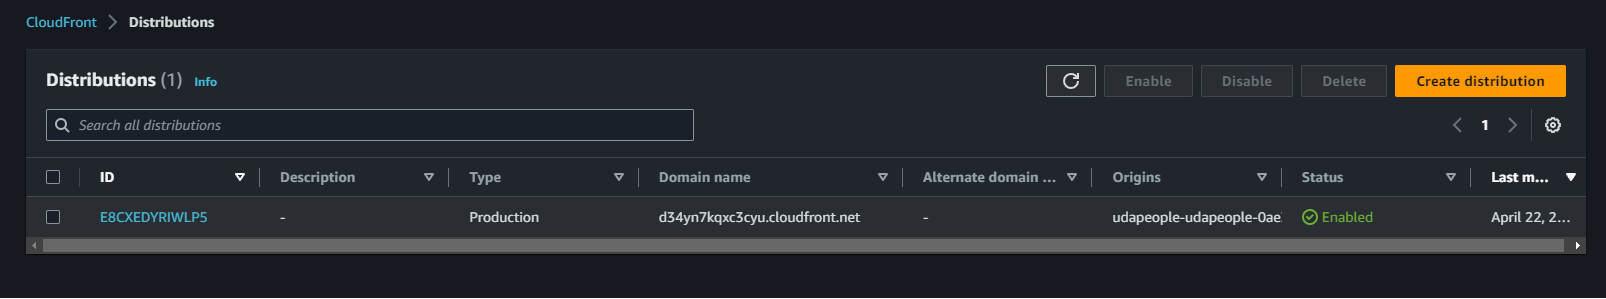 CloudFront > Distributions
Distributions (1) Info
Enable Disable Delete Create distribution
Search all distributions
1
ID Description Type Domain name Alternate domain ... Origins Status Last m...
E8CXEDYRIWLP5 - Production d34yn7kqxc3cyu.cloudfront.net - udapeople-udapeople-0ae Enabled April 22, 2...